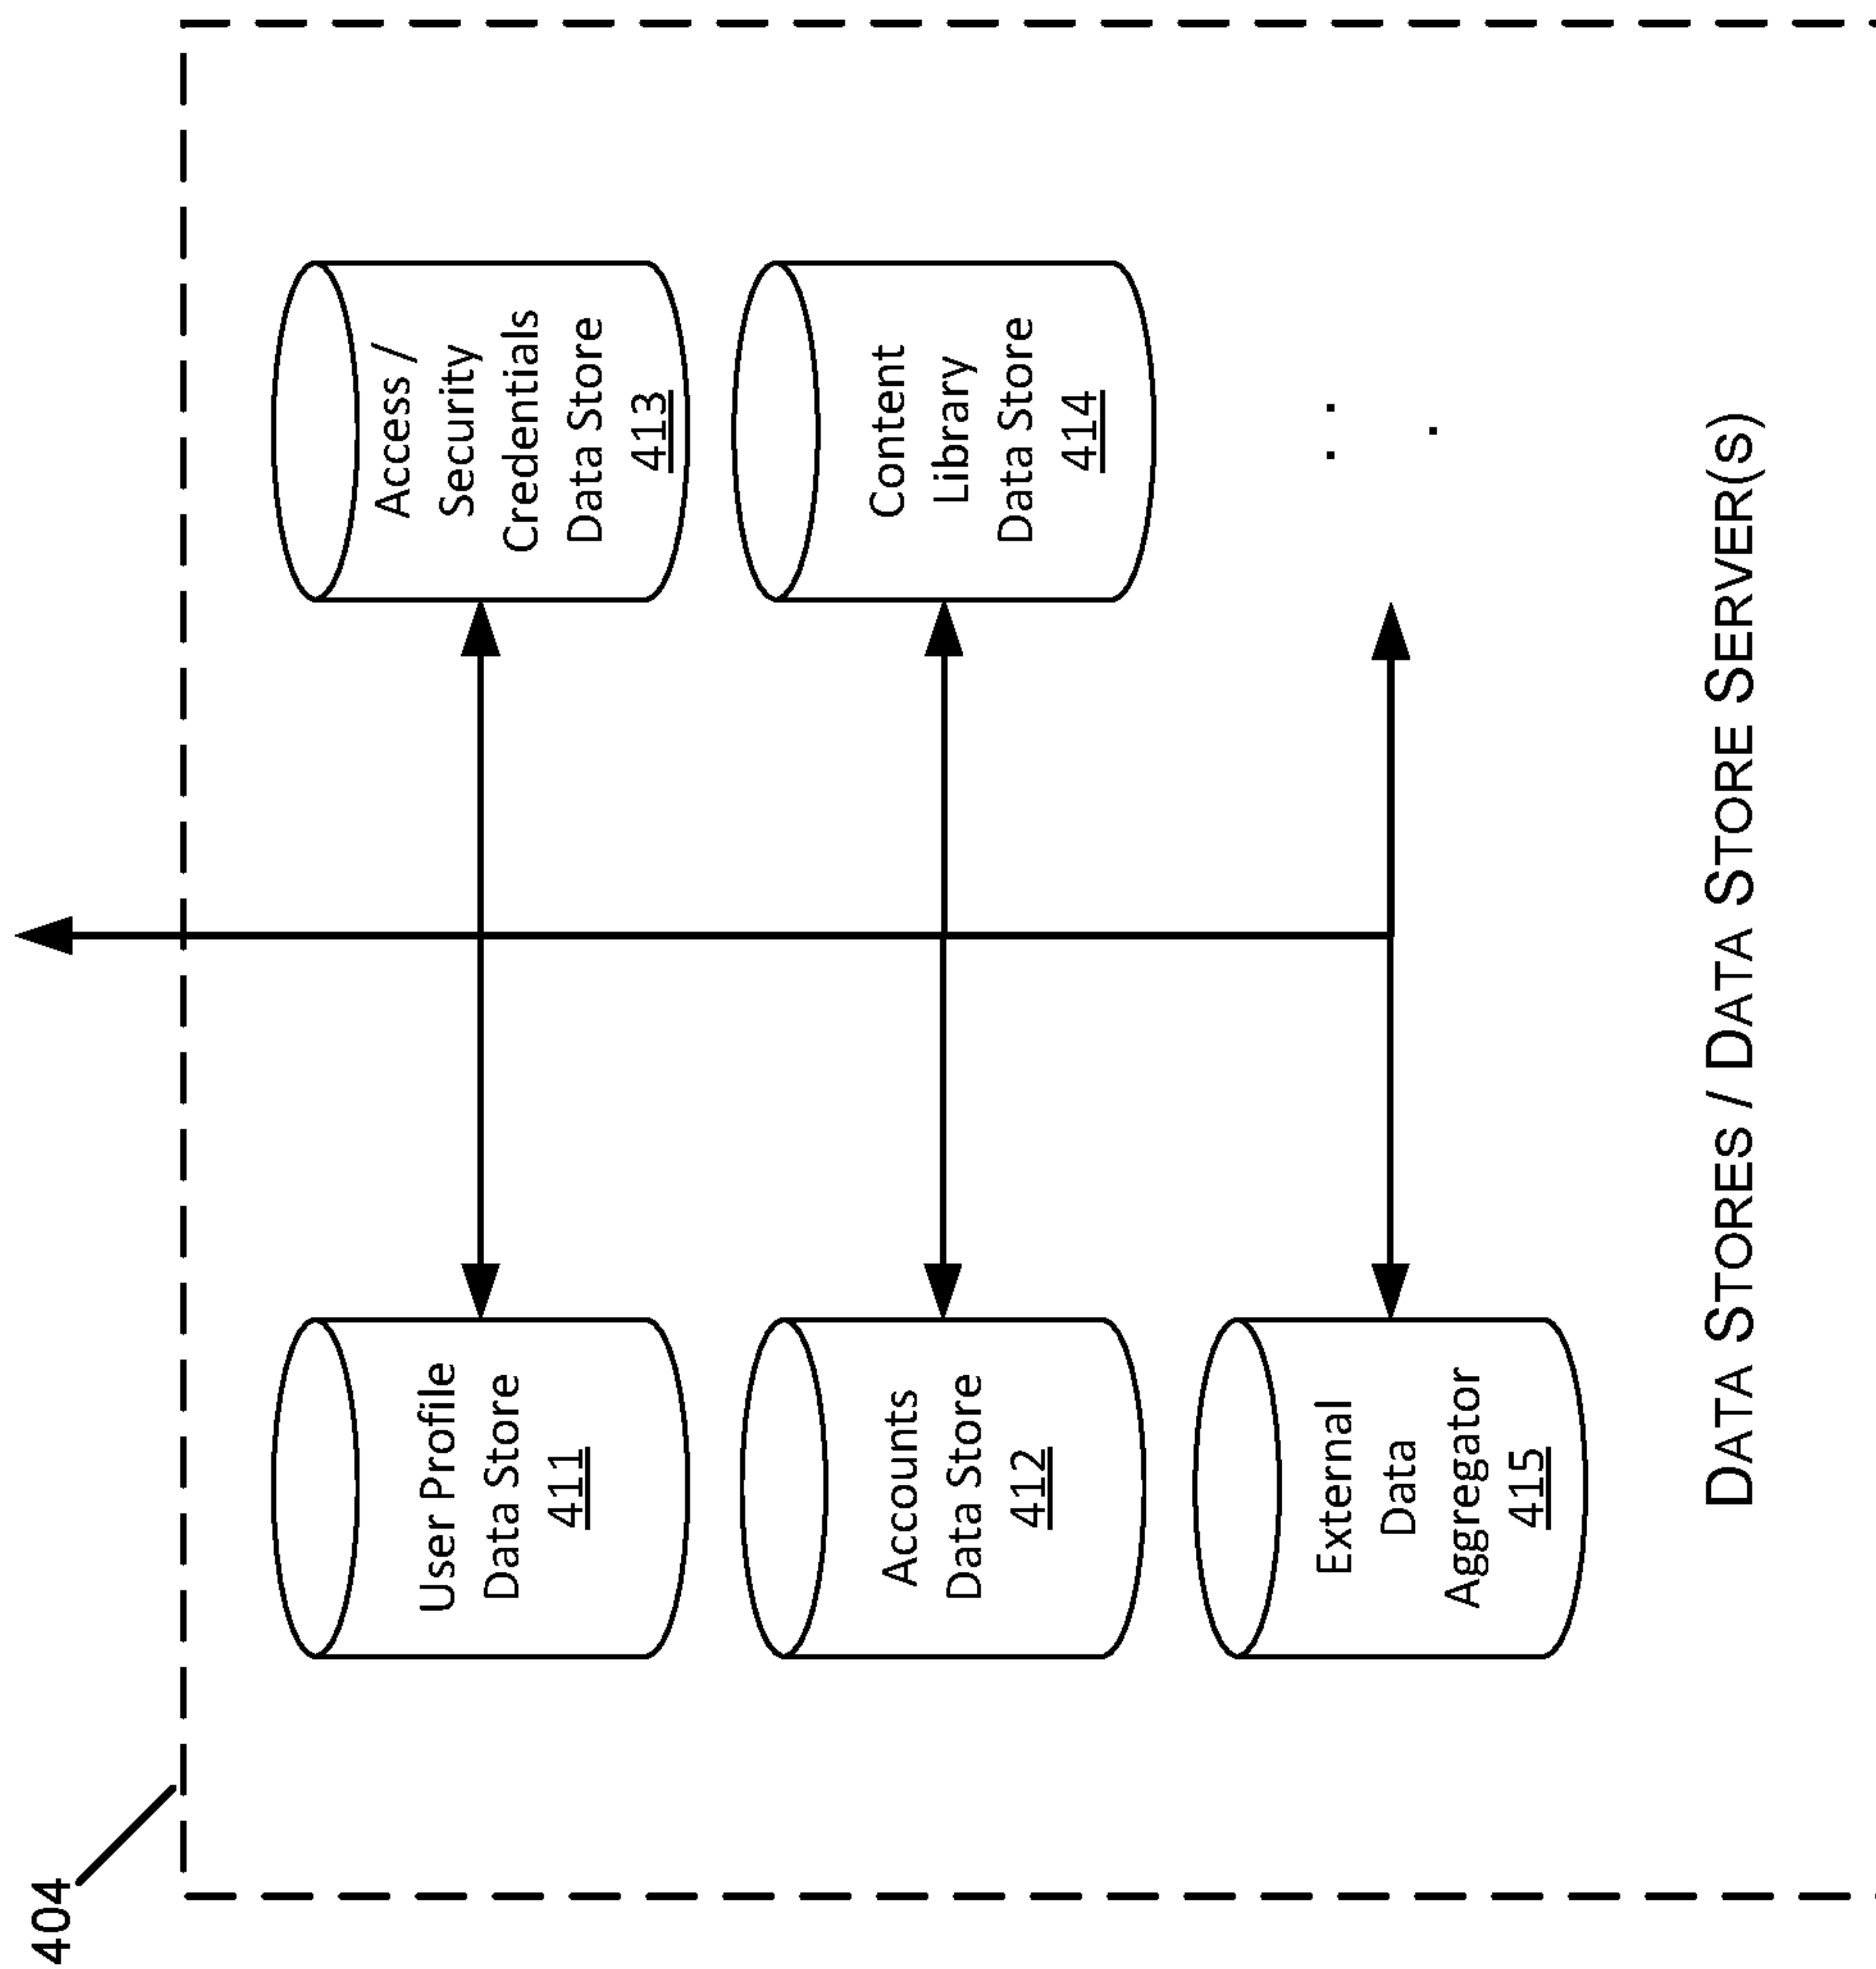 404
User Profile
Data Store
411
Access /
Security
Credentials
Data Store
413
Accounts
Data Store
412
Content
Library
Data Store
414
External
Data
Aggregator
415
DATA STORES / DATA STORE SERVER(S)